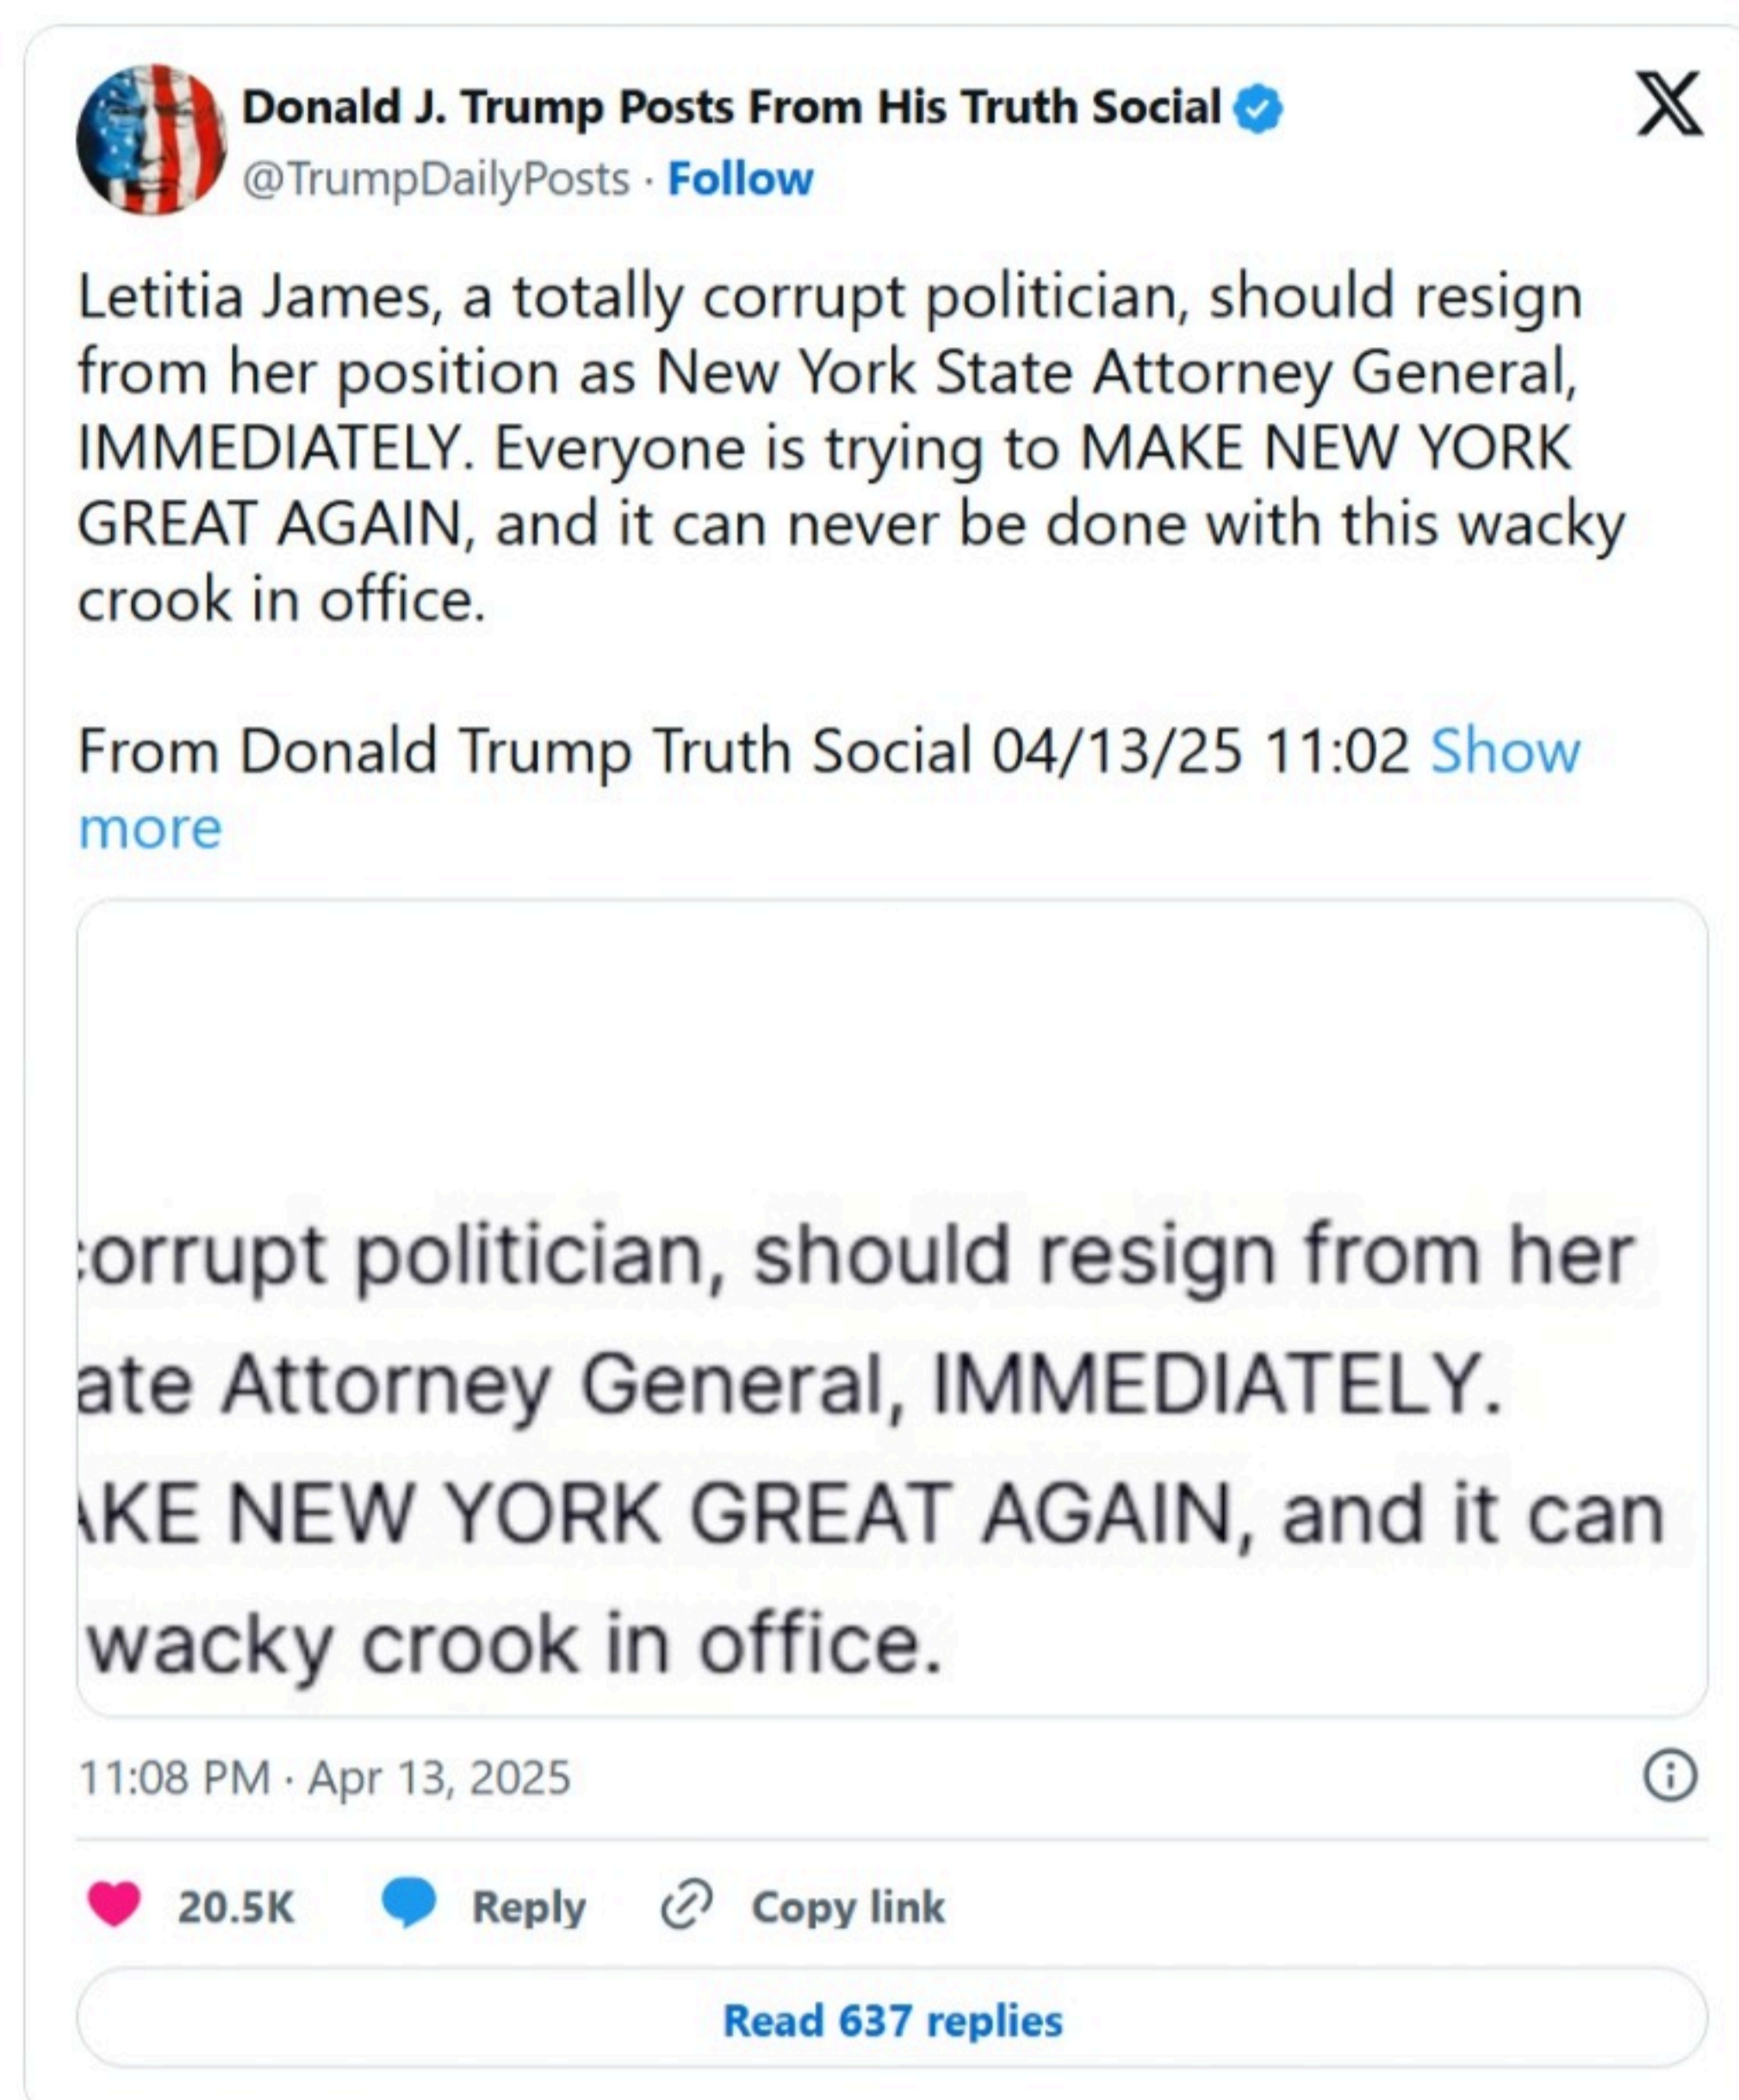 Donald J. Trump Posts From His Truth Social
@TrumpDailyPosts · Follow
Letitia James, a totally corrupt politician, should resign
from her position as New York State Attorney General,
IMMEDIATELY. Everyone is trying to MAKE NEW YORK
GREAT AGAIN, and it can never be done with this wacky
crook in office.
From Donald Trump Truth Social 04/13/25 11:02 Show
more
corrupt politician, should resign from her
ate Attorney General, IMMEDIATELY.
AKE NEW YORK GREAT AGAIN, and it can
wacky crook in office.
11:08 PM · Apr 13, 2025
20.5K Reply Copy link
Read 637 replies